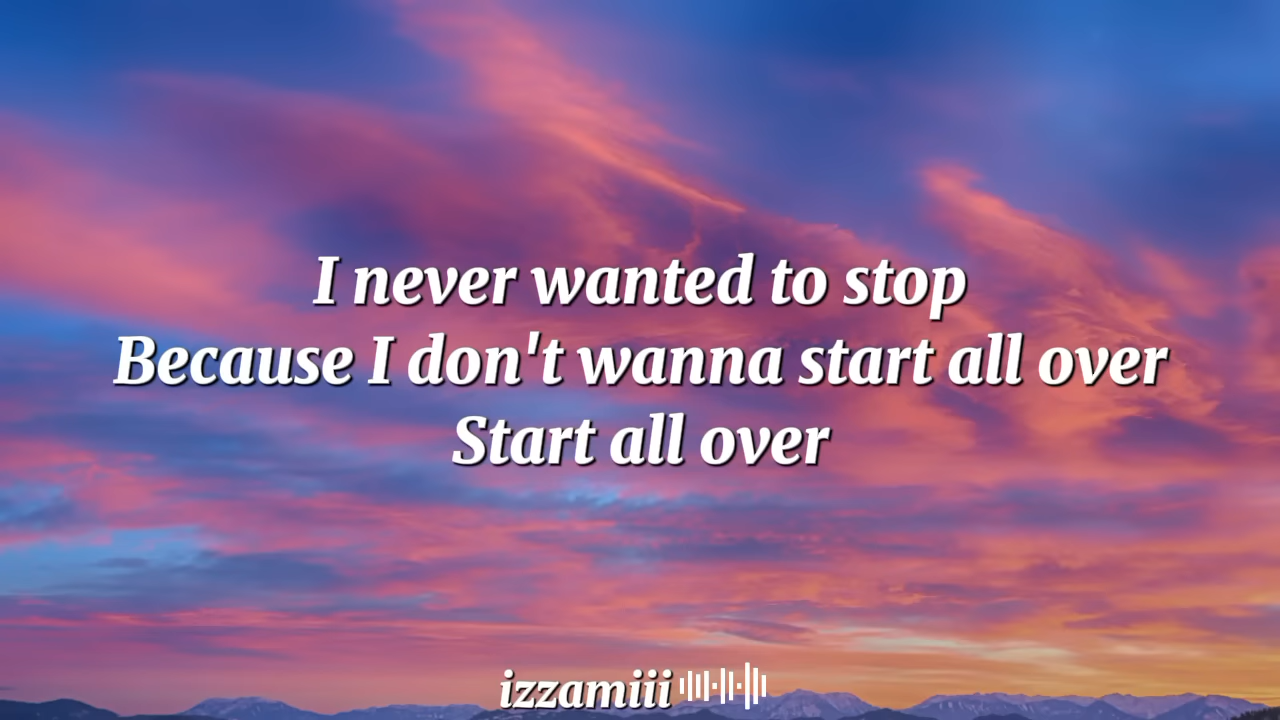 I never wanted to stop
Because I don't wanna start all over
Start all over
izzamiii